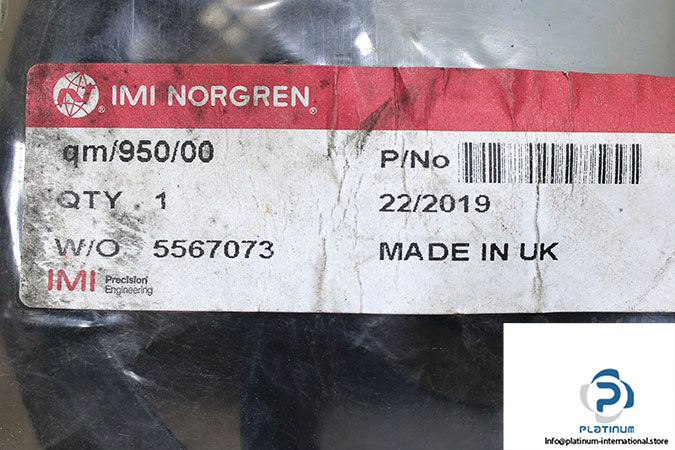 IMI NORGREN®
qm/950/00
P/No
QTY 1
22/2019
W/O 5567073
MADE IN UK
IMI Precision Engineering
PLATINUM
Info@platinum-international.store